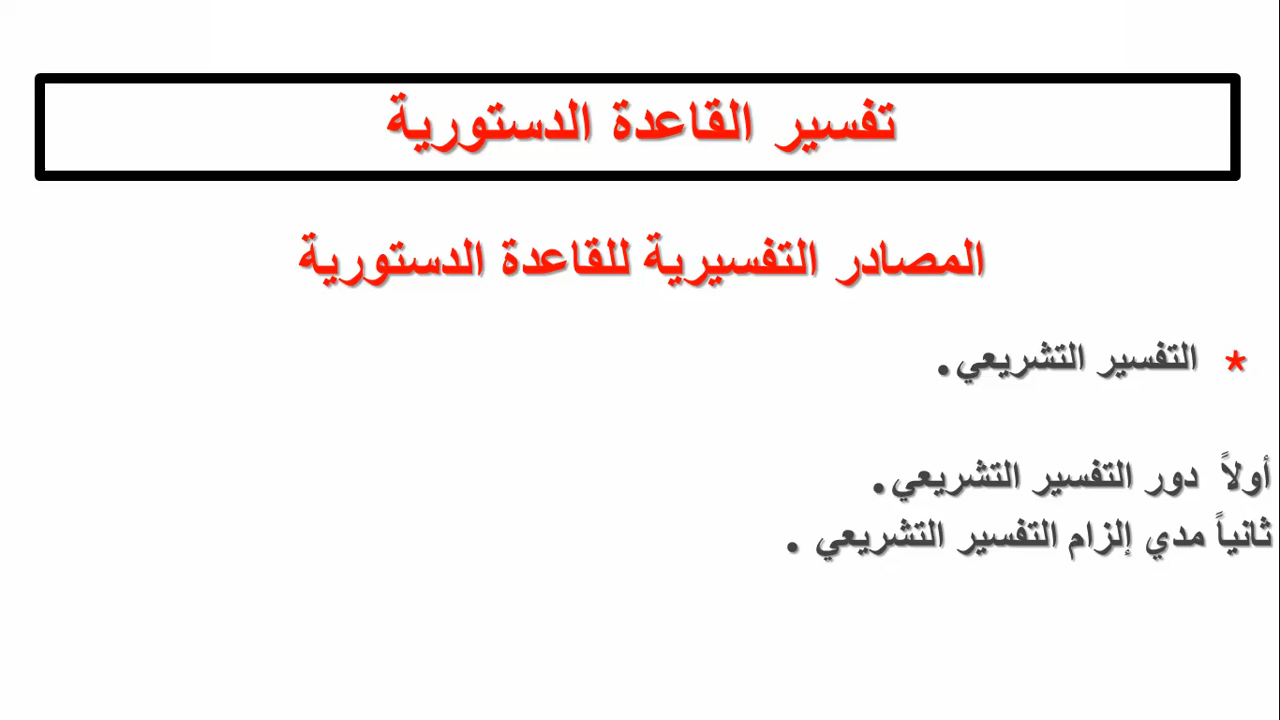 تفسير القاعدة الدستورية
المصادر التفسيرية للقاعدة الدستورية
* التفسير التشريعي.
أولاً دور التفسير التشريعي.
ثانياً مدي إلزام التفسير التشريعي .